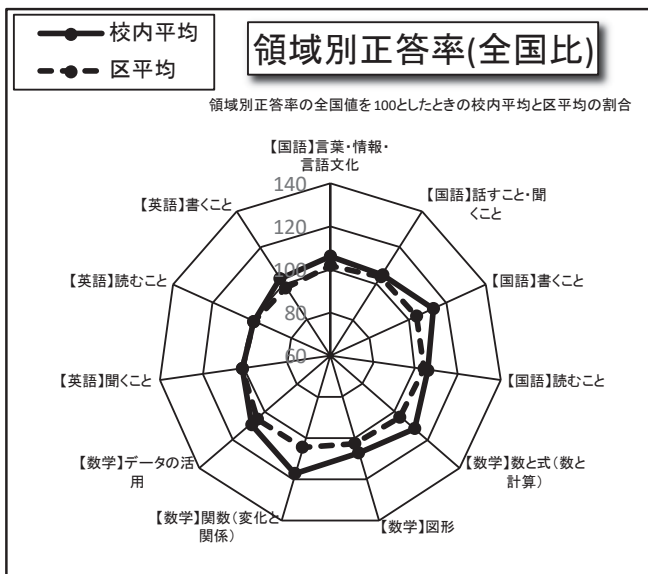 校内平均
区平均
領域別正答率(全国比)
領域別正答率の全国値を100としたときの校内平均と区平均の割合
【国語】言葉・情報・
言語文化
【国語】話すこと・聞
くこと
【国語】書くこと
【国語】読むこと
【数学】数と式(数と
計算)
【数学】図形
【数学】関数(変化と
関係)
【数学】データの活
用
【英語】聞くこと
【英語】読むこと
【英語】書くこと
140
120
100
80
60